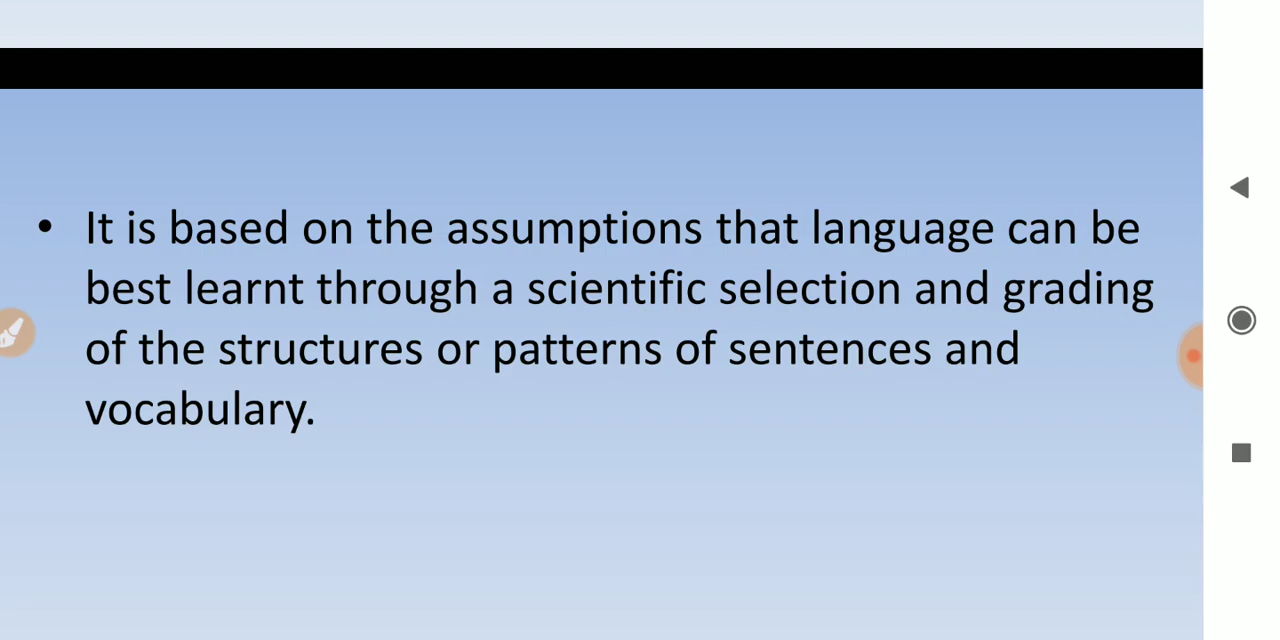 • It is based on the assumptions that language can be
best learnt through a scientific selection and grading
of the structures or patterns of sentences and
vocabulary.